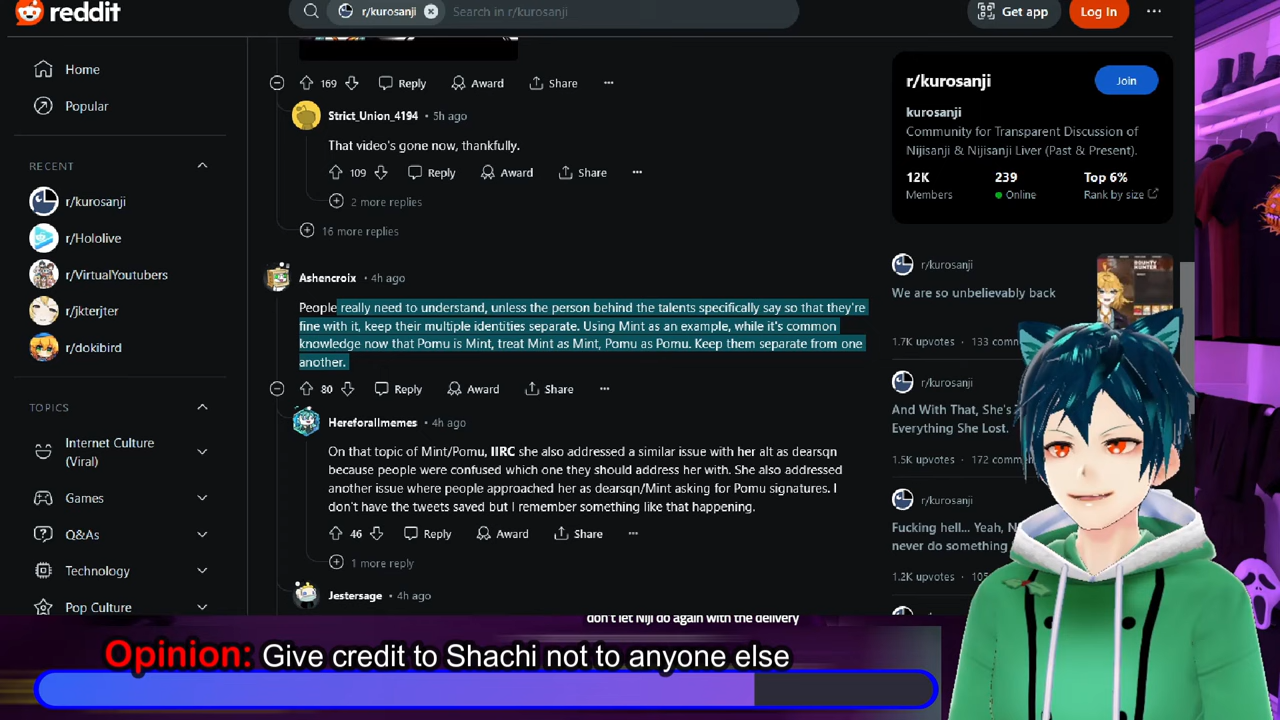 reddit
r/kurosanji
Search in r/kurosanji
Get app
Log In
Home
Popular
RECENT
r/kurosanji
r/Hololive
r/VirtualYoutubers
r/jkterjter
r/dokibird
TOPICS
Internet Culture
(Viral)
Games
Q&As
Technology
Pop Culture
169
Reply
Award
Share
Strict_Union_4194 • 5h ago
That video's gone now, thankfully.
109
Reply
Award
Share
2 more replies
16 more replies
Ashencroix • 4h ago
People really need to understand, unless the person behind the talents specifically say so that they're
fine with it, keep their multiple identities separate. Using Mint as an example, while it's common
knowledge now that Pomu is Mint, treat Mint as Mint, Pomu as Pomu. Keep them separate from one
another.
80
Reply
Award
Share
Hereforallmemes • 4h ago
On that topic of Mint/Pomu, IIRC she also addressed a similar issue with her alt as dearsqn
because people were confused which one they should address her with. She also addressed
another issue where people approached her as dearsqn/Mint asking for Pomu signatures. I
don't have the tweets saved but I remember something like that happening.
46
Reply
Award
Share
1 more reply
Jestersage • 4h ago
r/kurosanji
Join
kurosanji
Community for Transparent Discussion of
Nijisanji & Nijisanji Liver (Past & Present).
12K
239
Top 6%
Members
Online
Rank by size
r/kurosanji
We are so unbelievably back
BOUNTY
HUNTER
1.7K upvotes • 133 comm
r/kurosanji
And With That, She's
Everything She Lost.
1.5K upvotes • 172 comm
r/kurosanji
Fucking hell... Yeah, N
never do something
1.2K upvotes • 105
don't let Niji do again with the delivery
Opinion: Give credit to Shachi not to anyone else